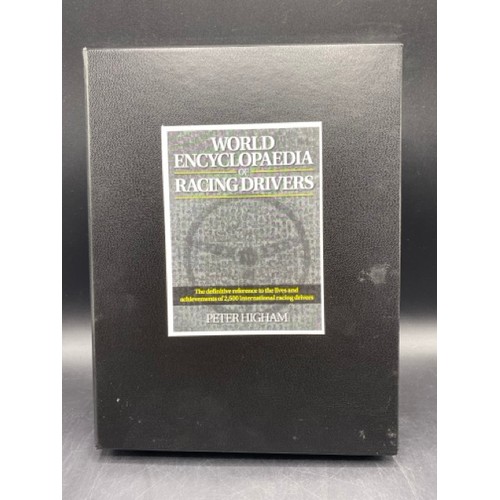 WORLD
ENCYCLOPAEDIA
OF
RACING DRIVERS
The definitive reference to the lives and
achievements of 2,500 international racing drivers
PETER HIGHAM